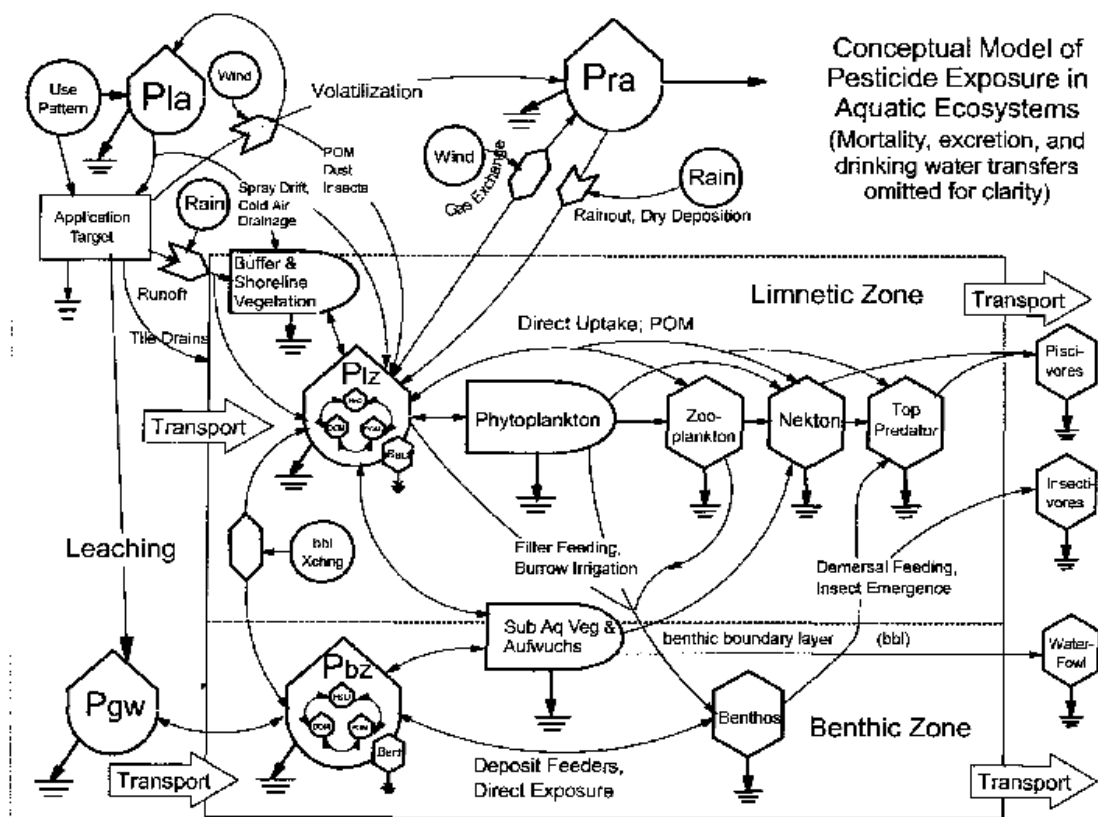 Conceptual Model of
Pesticide Exposure in
Aquatic Ecosystems
(Mortality, excretion, and
drinking water transfers
omitted for clarity)
Use
Pattern
Pla
Wind
Volatilization
Pra
Wind
Gas Exchange
Rain
Rainout, Dry Deposition
POM
Dust
Insects
Spray Drift,
Cold Air
Drainage
Rain
Application
Target
Runoff
Tile Drains
Buffer &
Shoreline
Vegetation
Limnetic Zone
Transport
Direct Uptake; POM
Plz
DOM
POM
Transport
Phytoplankton
Zoo-
plankton
Nekton
Top
Predator
Pisci-
vores
Insecti-
vores
Leaching
bbl
Xchng
Filter Feeding,
Burrow Irrigation
Demersal Feeding,
Insect Emergence
Sub Aq Veg &
Aufwuchs
benthic boundary layer
(bbl)
Water-
Fowl
Pgw
Pbz
DOM
POM
Benthos
Benthic Zone
Transport
Deposit Feeders,
Direct Exposure
Transport